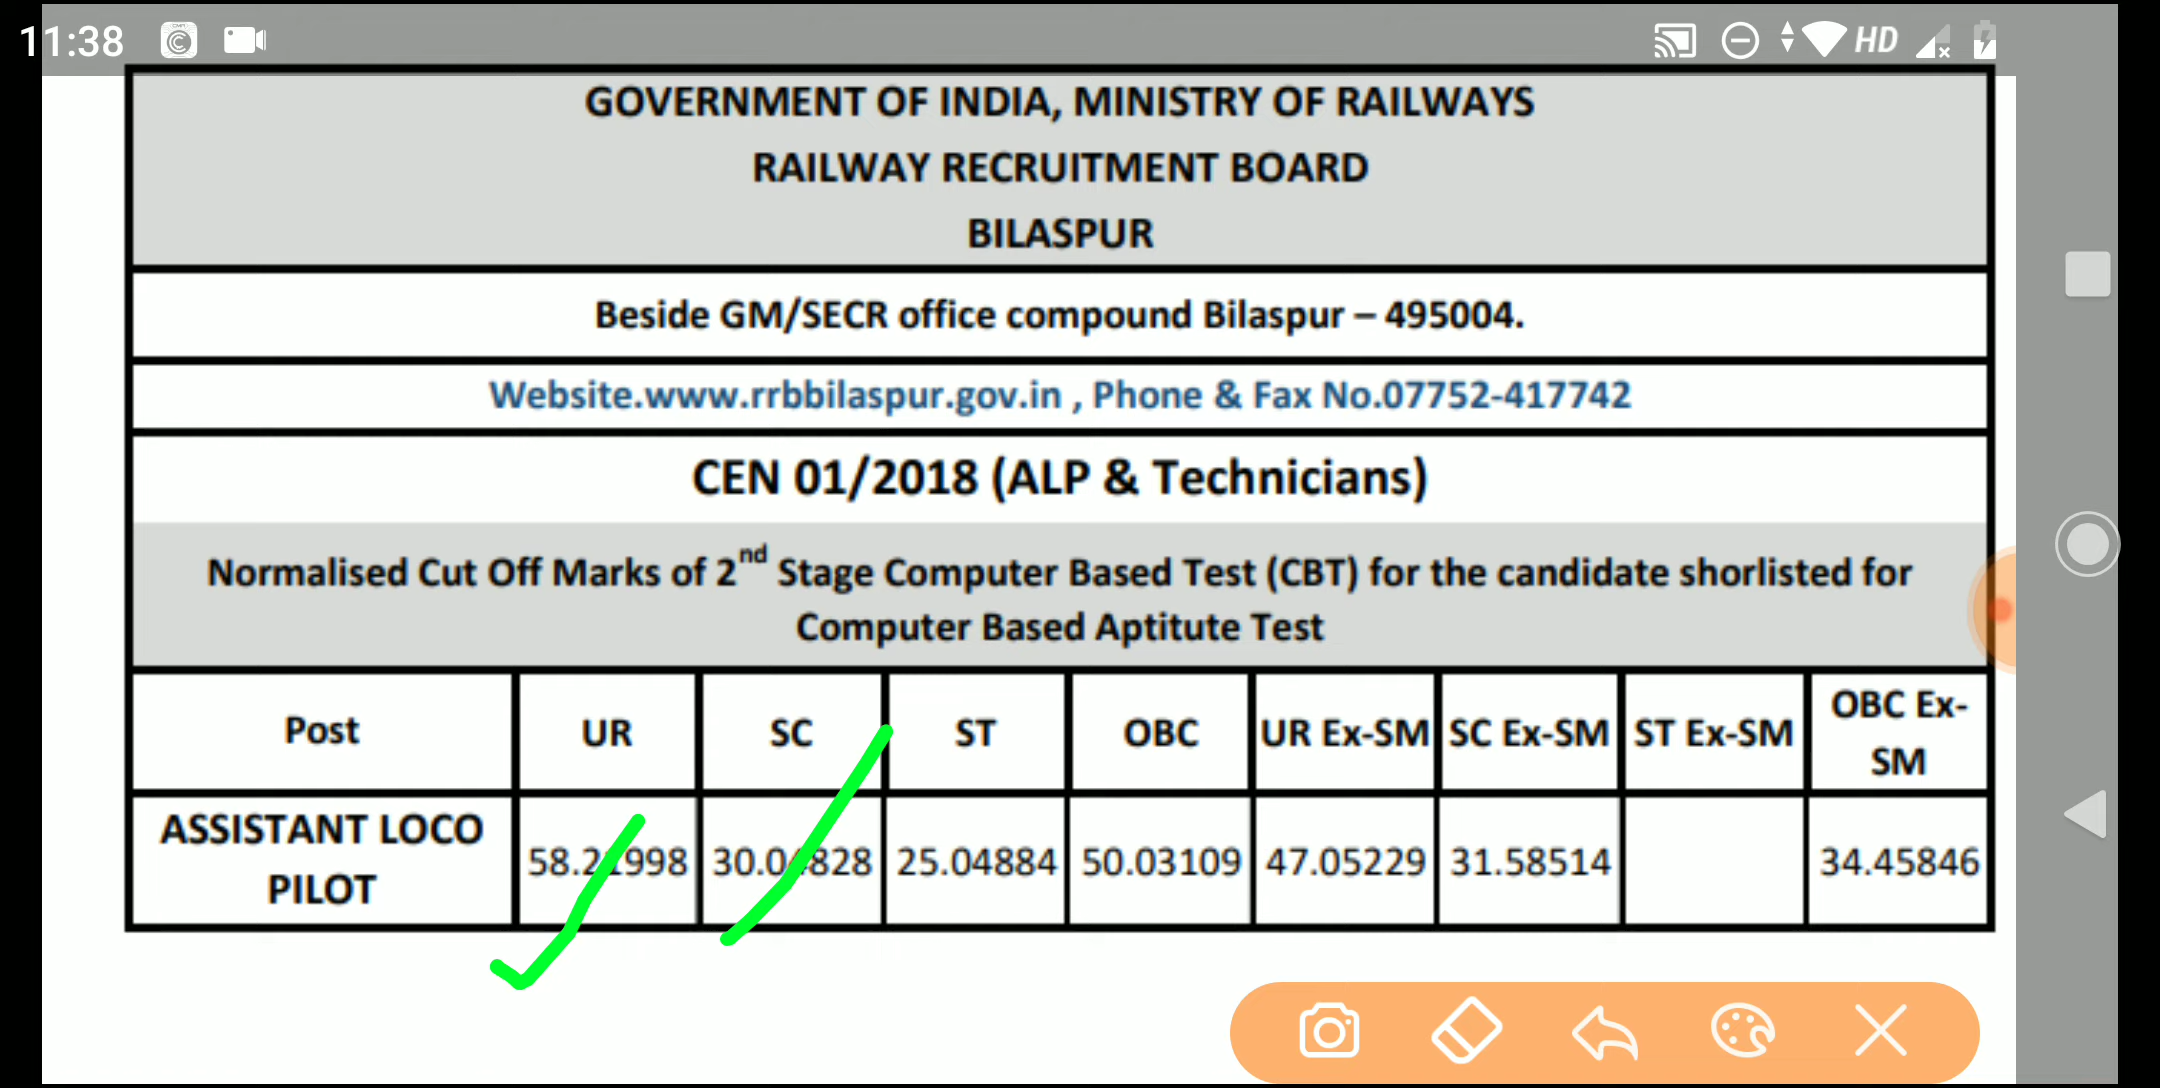 11:38
HD
GOVERNMENT OF INDIA, MINISTRY OF RAILWAYS
RAILWAY RECRUITMENT BOARD
BILASPUR
Beside GM/SECR office compound Bilaspur – 495004.
Website.www.rrbbilaspur.gov.in , Phone & Fax No.07752-417742
CEN 01/2018 (ALP & Technicians)
Normalised Cut Off Marks of 2nd Stage Computer Based Test (CBT) for the candidate shorlisted for
Computer Based Aptitute Test
Post UR SC ST OBC UR Ex-SM SC Ex-SM ST Ex-SM OBC Ex-SM
ASSISTANT LOCO PILOT 25.04884 50.03109 47.05229 31.58514 34.45846